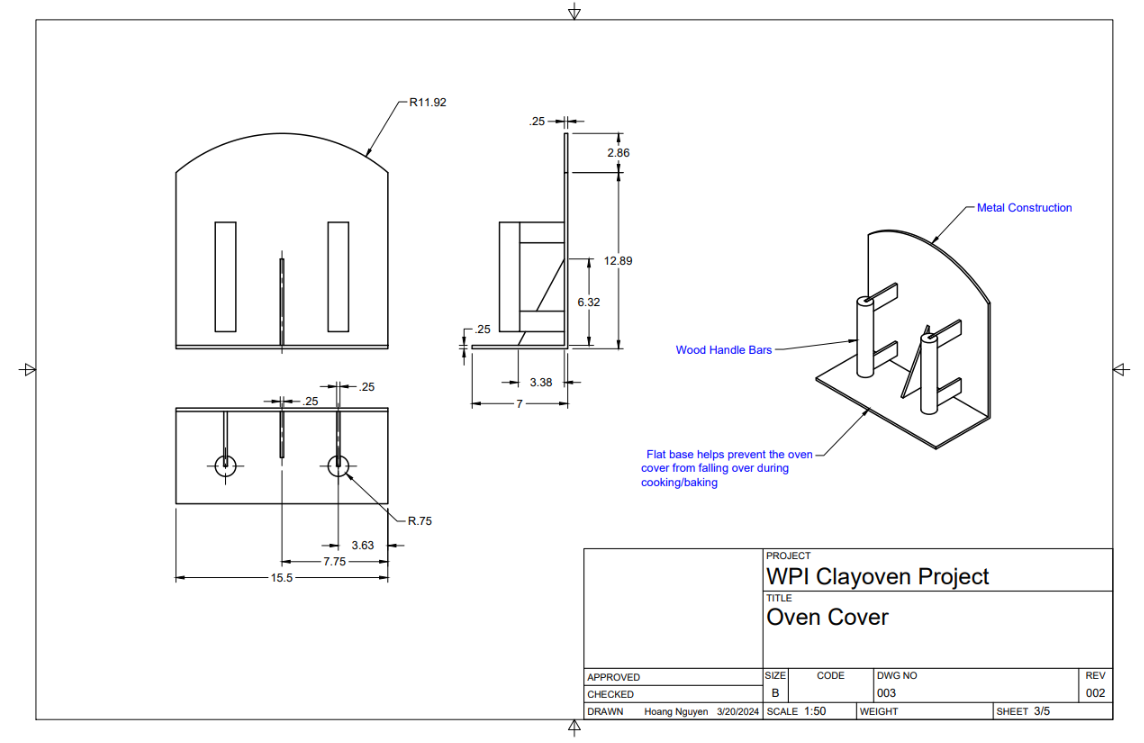 R11.92
.25
2.86
12.89
6.32
.25
3.38
7
Metal Construction
Wood Handle Bars
Flat base helps prevent the oven
cover from falling over during
cooking/baking
.25
.25
R.75
3.63
7.75
15.5
PROJECT
WPI Clayoven Project
TITLE
Oven Cover
APPROVED
CHECKED
DRAWN Hoang Nguyen 3/20/2024
SIZE CODE DWG NO REV
B 003 002
SCALE 1:50 WEIGHT SHEET 3/5